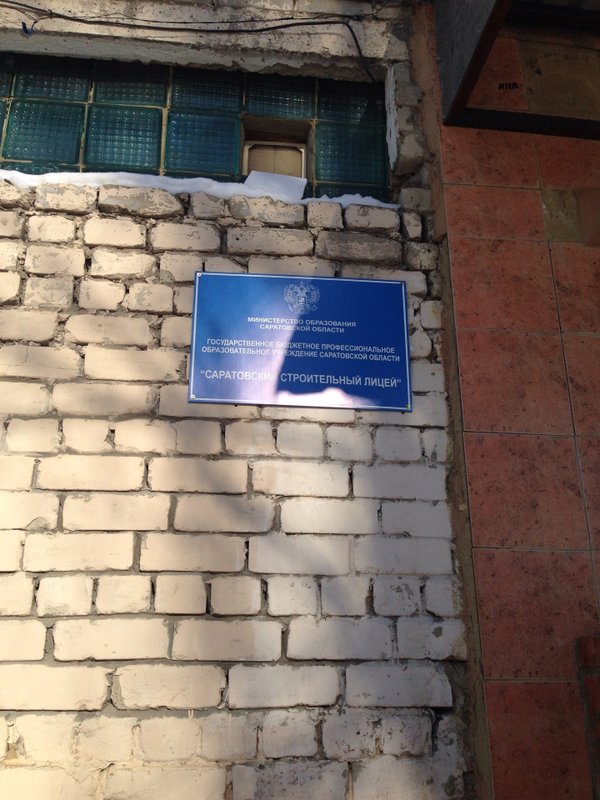 МИНИСТЕРСТВО ОБРАЗОВАНИЯ
САРАТОВСКОЙ ОБЛАСТИ
ГОСУДАРСТВЕННОЕ БЮДЖЕТНОЕ ПРОФЕССИОНАЛЬНОЕ
ОБРАЗОВАТЕЛЬНОЕ УЧРЕЖДЕНИЕ САРАТОВСКОЙ ОБЛАСТИ
"САРАТОВСКИЙ СТРОИТЕЛЬНЫЙ ЛИЦЕЙ"